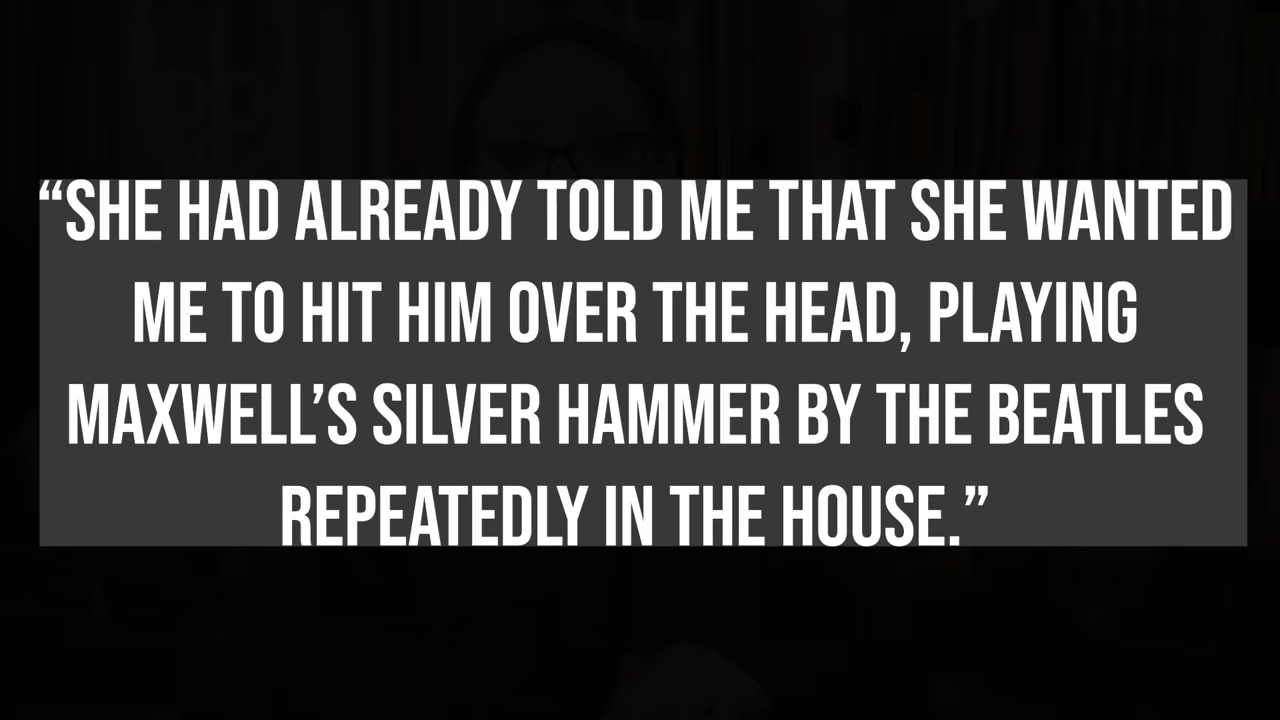 “SHE HAD ALREADY TOLD ME THAT SHE WANTED
ME TO HIT HIM OVER THE HEAD, PLAYING
MAXWELL’S SILVER HAMMER BY THE BEATLES
REPEATEDLY IN THE HOUSE.”